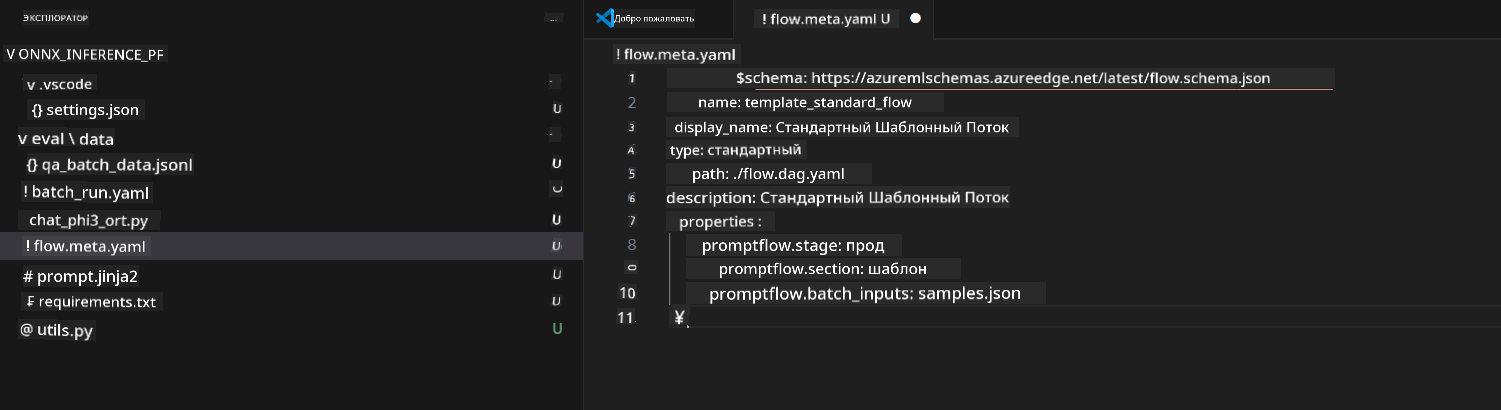 ЭКСПЛОРАТОР ...
V ONNX_INFERENCE_PF
v .vscode
{} settings.json U
v eval \ data
{} qa_batch_data.jsonl U
! batch_run.yaml
chat_phi3_ort.py U
! flow.meta.yaml U
# prompt.jinja2 U
requirements.txt U
@ utils.py U
Добро пожаловать
! flow.meta.yaml U
! flow.meta.yaml
1 $schema: https://azuremlschemas.azureedge.net/latest/flow.schema.json
2 name: template_standard_flow
3 display_name: Стандартный Шаблонный Поток
type: стандартный
5 path: ./flow.dag.yaml
6 description: Стандартный Шаблонный Поток
7 properties :
8 promptflow.stage: прод
promptflow.section: шаблон
10 promptflow.batch_inputs: samples.json
11. ¥